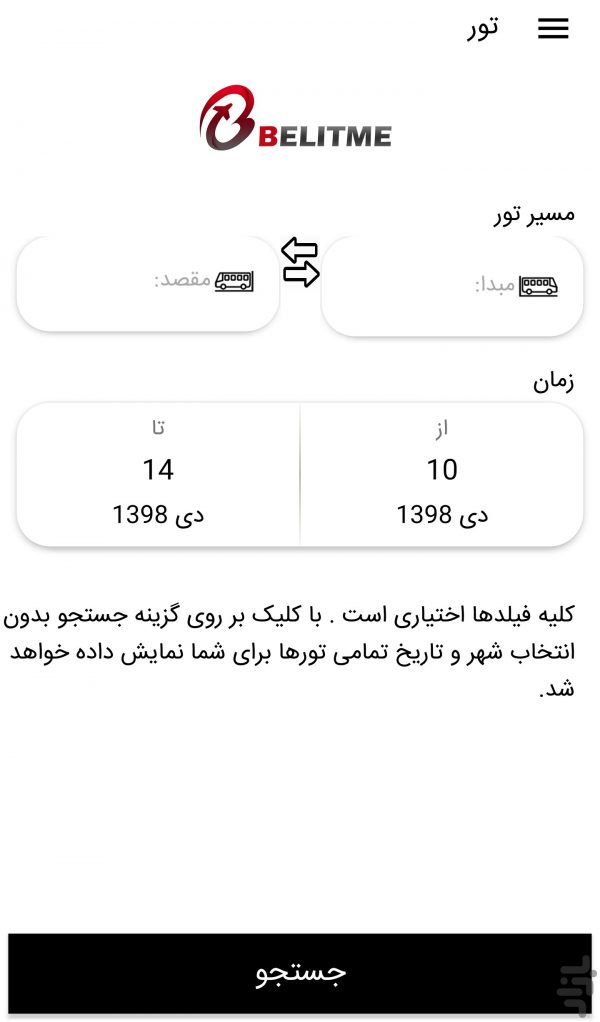 تور
BELITME
مسیر تور
مبدا:
مقصد:
زمان
از
10
دی 1398
تا
14
دی 1398
کلیه فیلدها اختیاری است . با کلیک بر روی گزینه جستجو بدون
انتخاب شهر و تاریخ تمامی تورها برای شما نمایش داده خواهد
شد.
جستجو
بازار